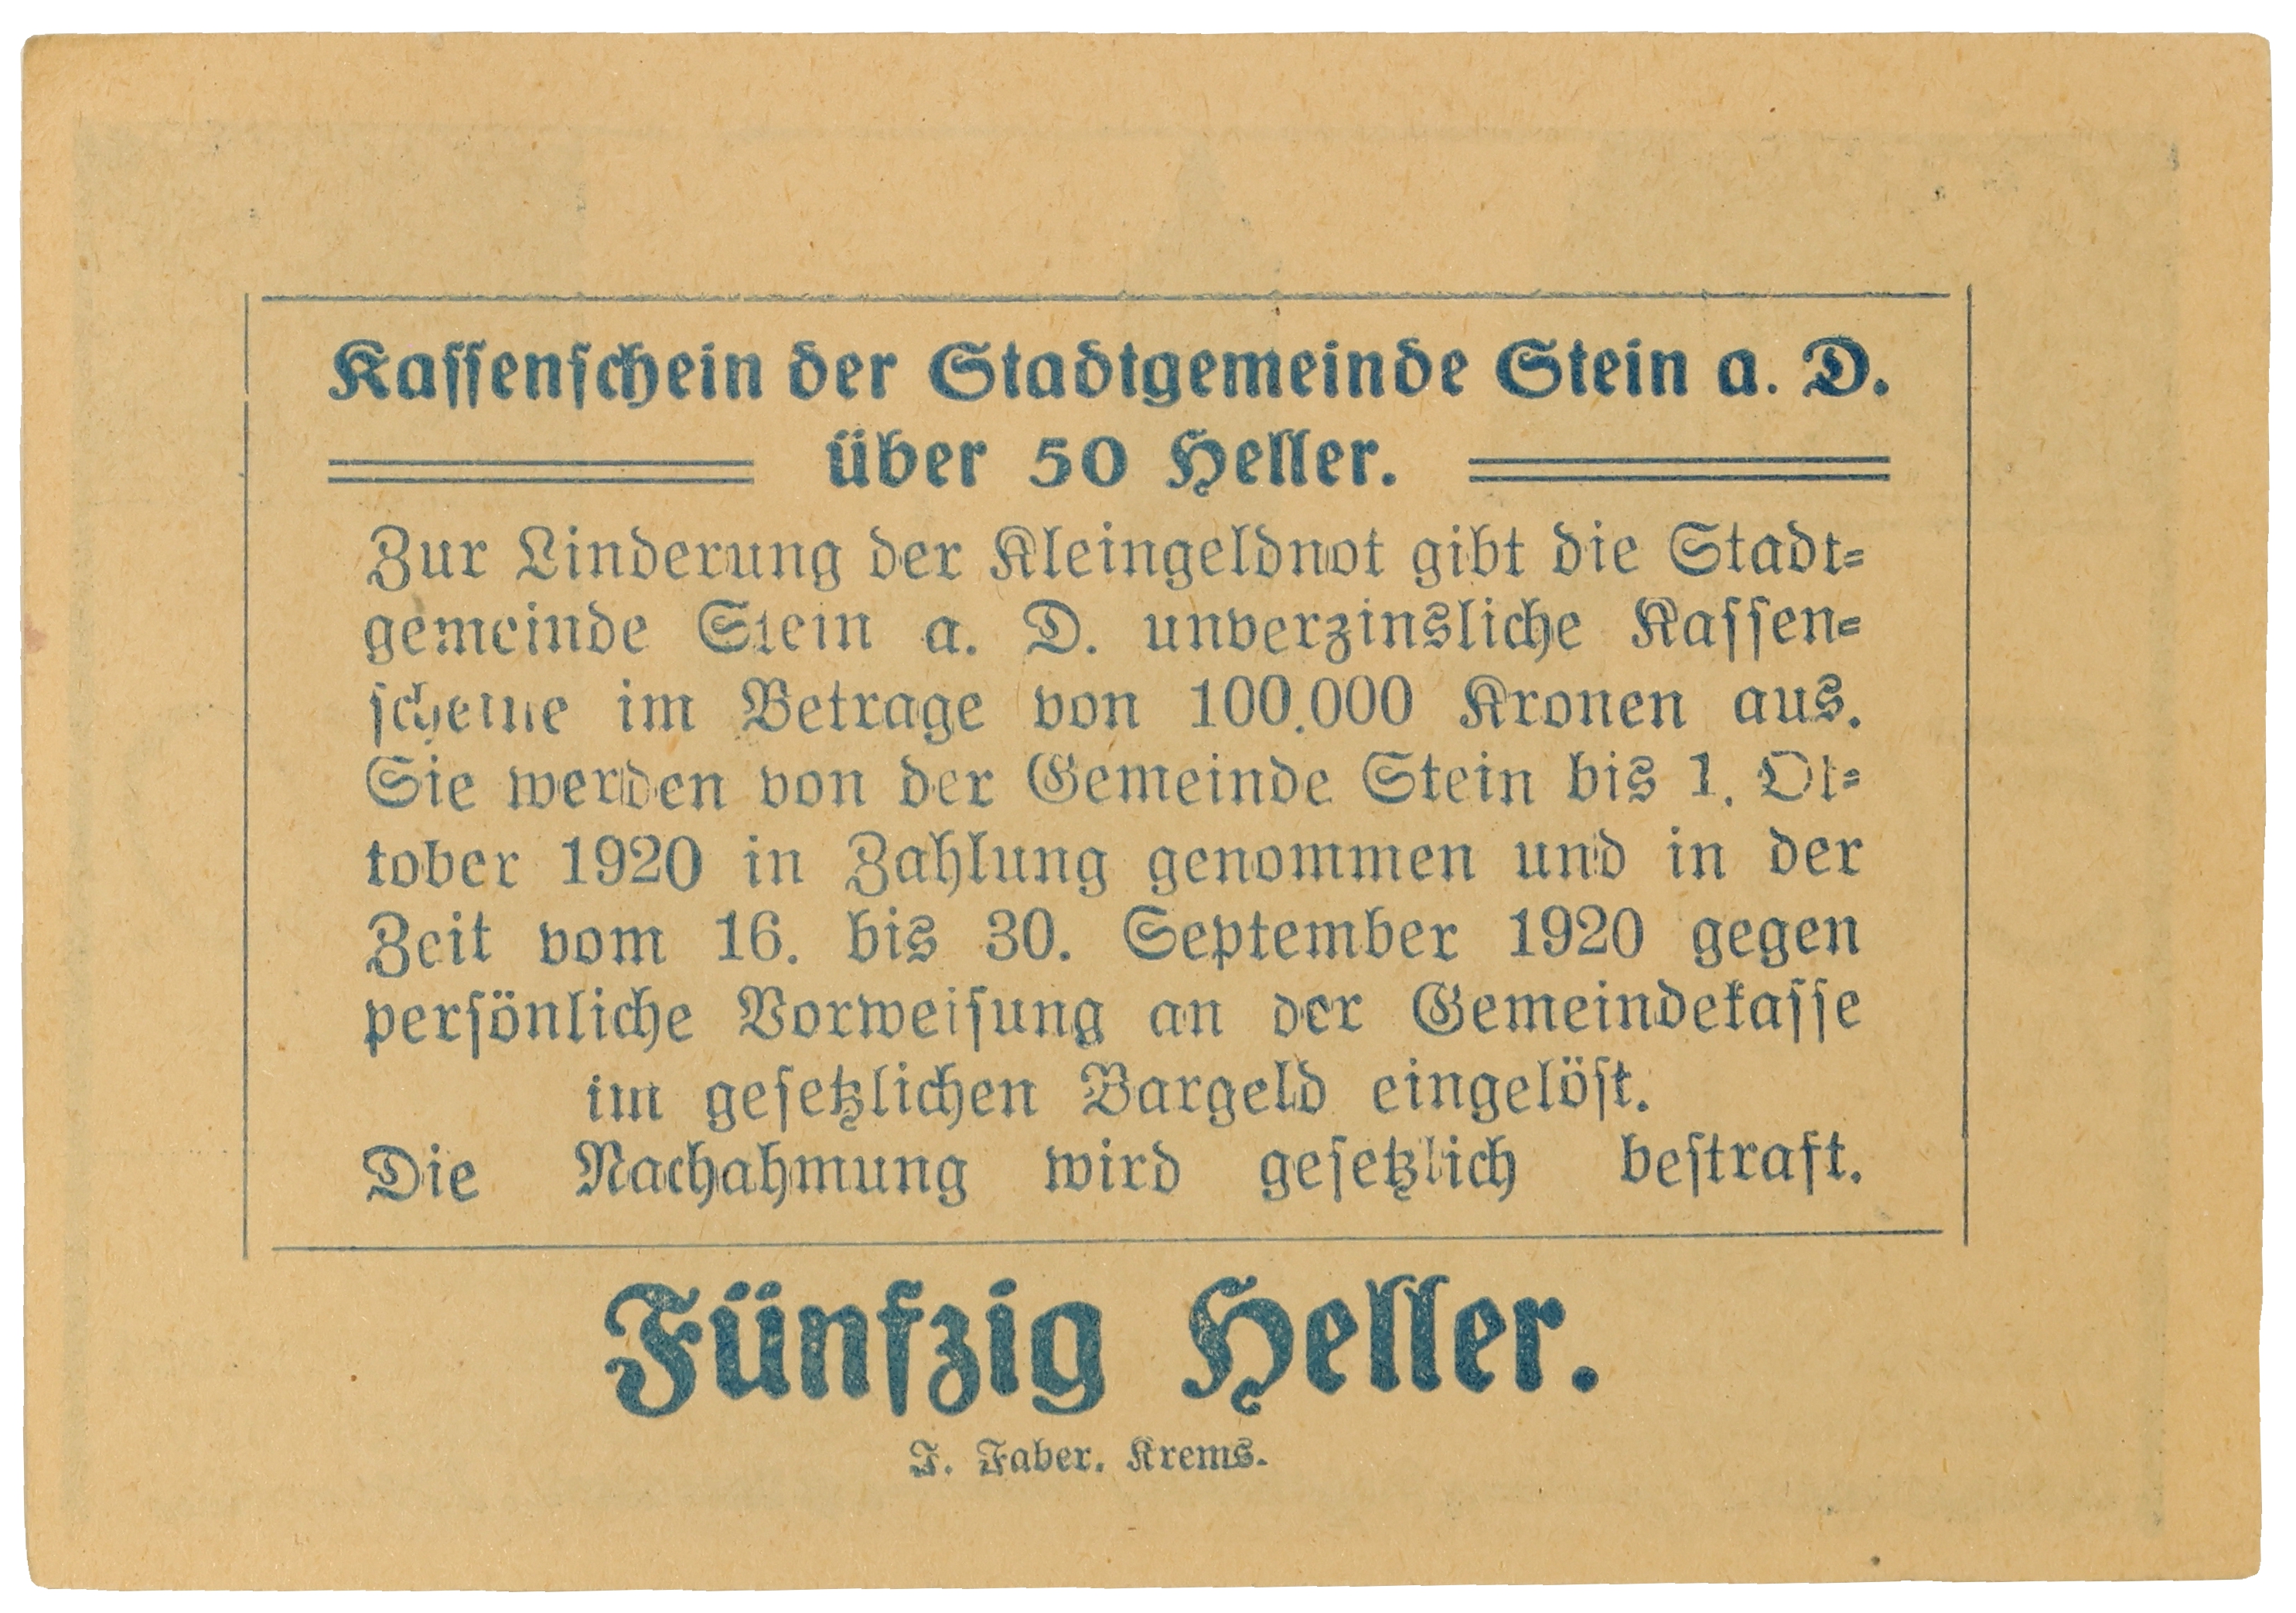 Kassenschein der Stadtgemeinde Stein a. D.
über 50 Heller.
Zur Linderung der Kleingeldnot gibt die Stadt-
gemeinde Stein a. D. unverzinsliche Kassen-
scheine im Betrage von 100.000 Kronen aus.
Sie werden von der Gemeinde Stein bis 1. Ok-
tober 1920 in Zahlung genommen und in der
Zeit vom 16. bis 30. September 1920 gegen
persönliche Vorweisung an der Gemeindekasse
im gesetzlichen Bargeld eingelöst.
Die Nachahmung wird gesetzlich bestraft.
Fünfzig Heller.
J. Faber, Krems.